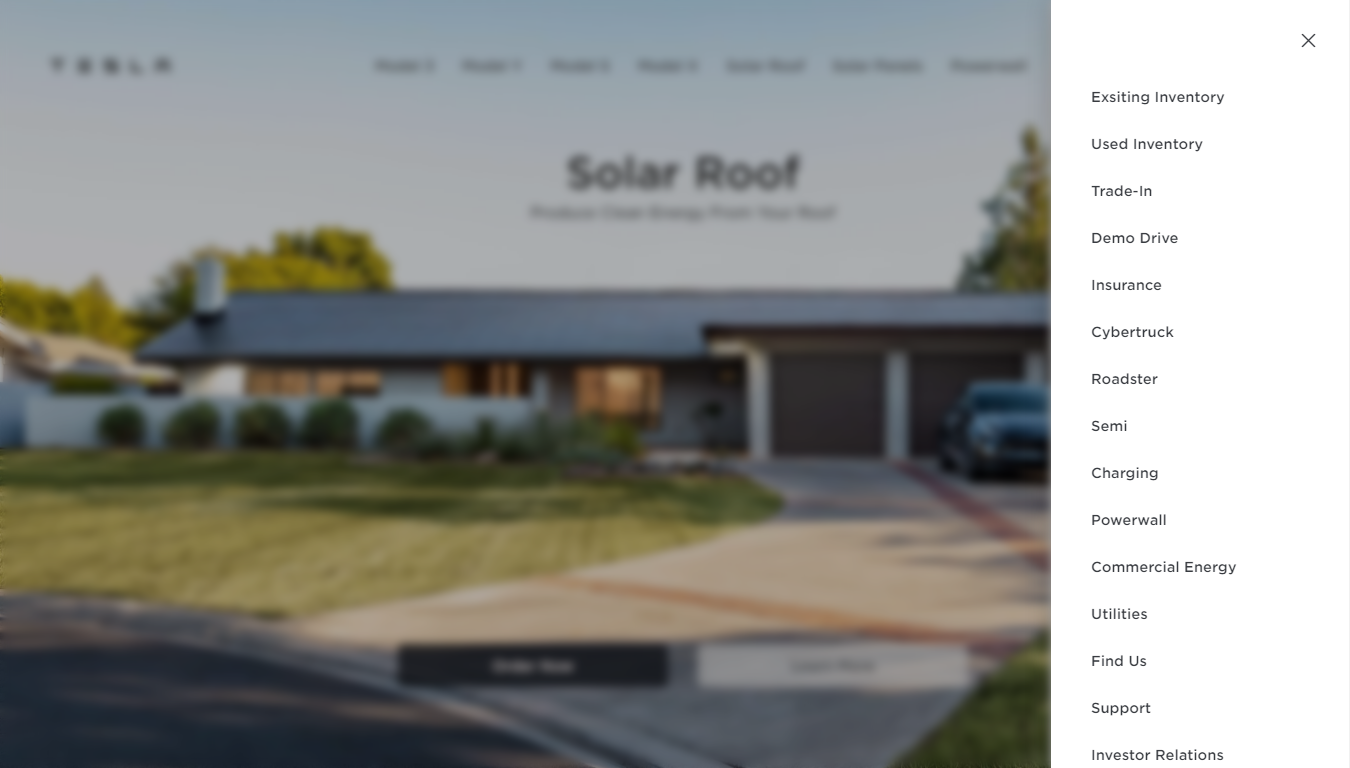 TESLA
Model S Model Y Model S Model X Solar Roof Solar Panels Powerwall
Solar Roof
Produce Clean Energy From Your Roof
Order Now
Learn More
Exsiting Inventory
Used Inventory
Trade-In
Demo Drive
Insurance
Cybertruck
Roadster
Semi
Charging
Powerwall
Commercial Energy
Utilities
Find Us
Support
Investor Relations